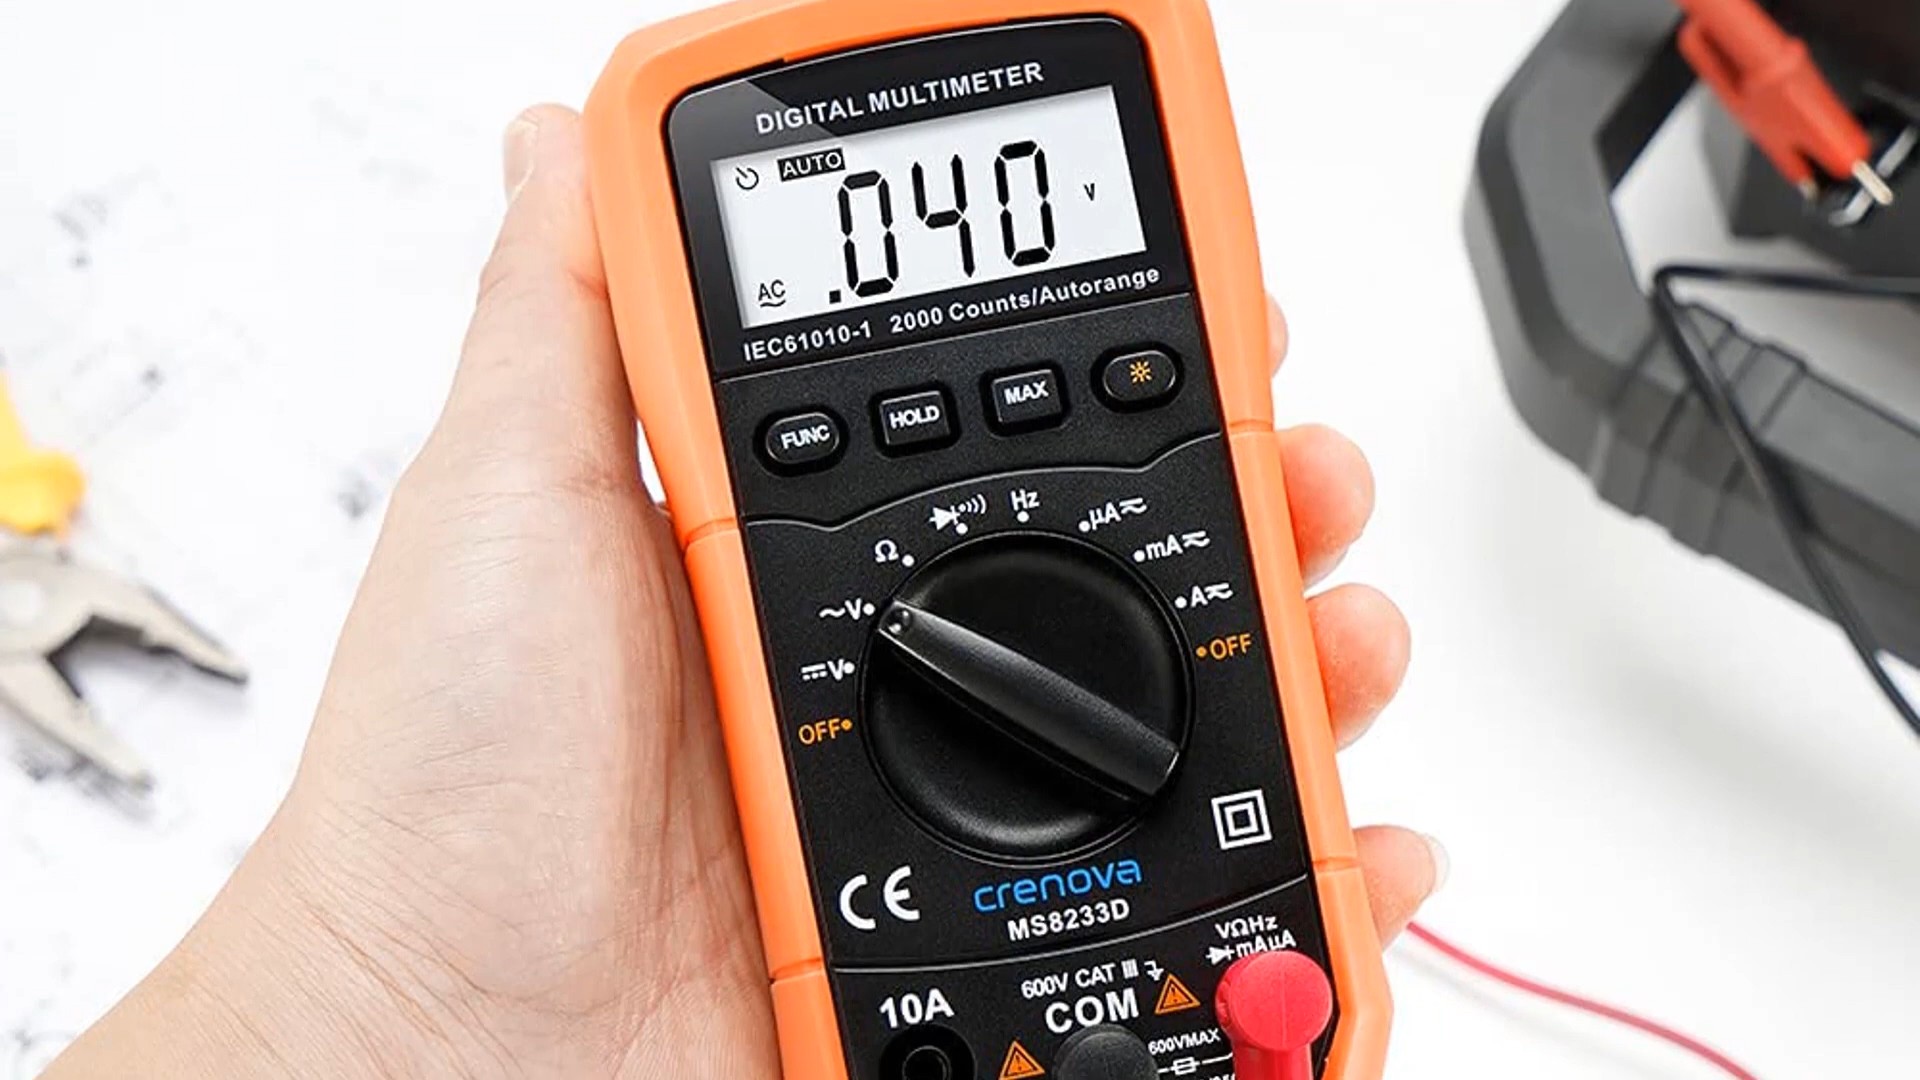 DIGITAL MULTIMETER
AUTO
.040 V
AC
IEC61010-1 2000 Counts/Autorange
FUNC HOLD MAX
Hz
Ω
µA
mA
~V
A
V
OFF
OFF
CE
crenova
MS8233D
VΩHz
mAµA
600V CAT III
10A
COM
600VMAX